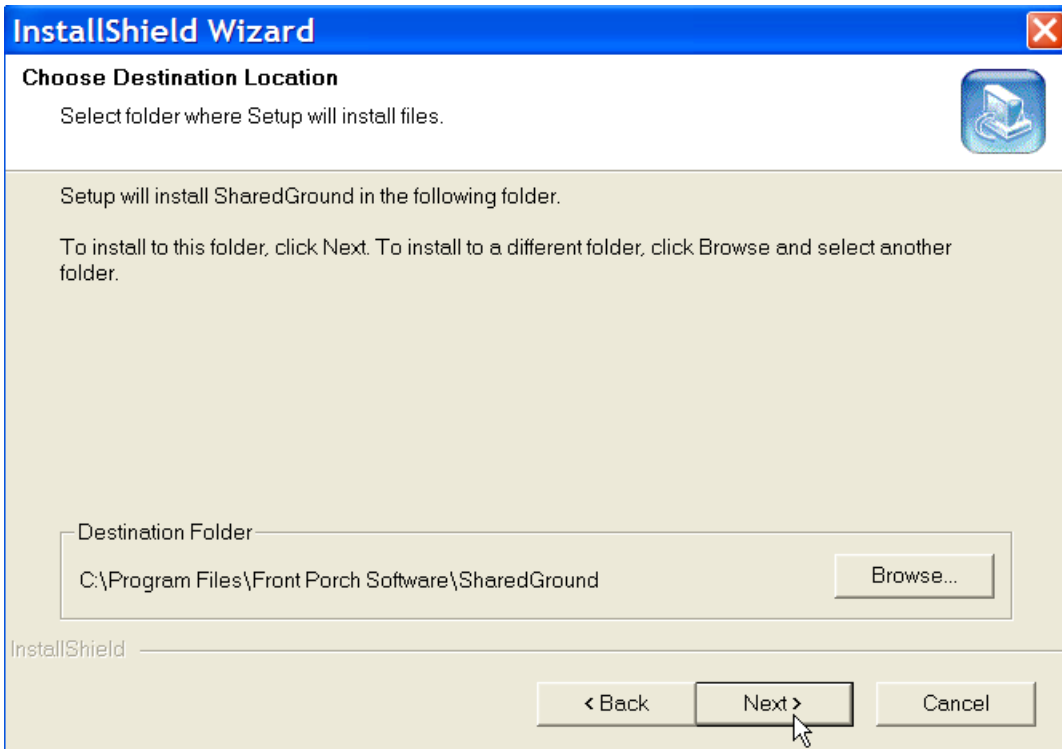 InstallShield Wizard
Choose Destination Location
Select folder where Setup will install files.
Setup will install SharedGround in the following folder.
To install to this folder, click Next. To install to a different folder, click Browse and select another
folder.
Destination Folder
C:\Program Files\Front Porch Software\SharedGround
Browse...
InstallShield
< Back
Next >
Cancel